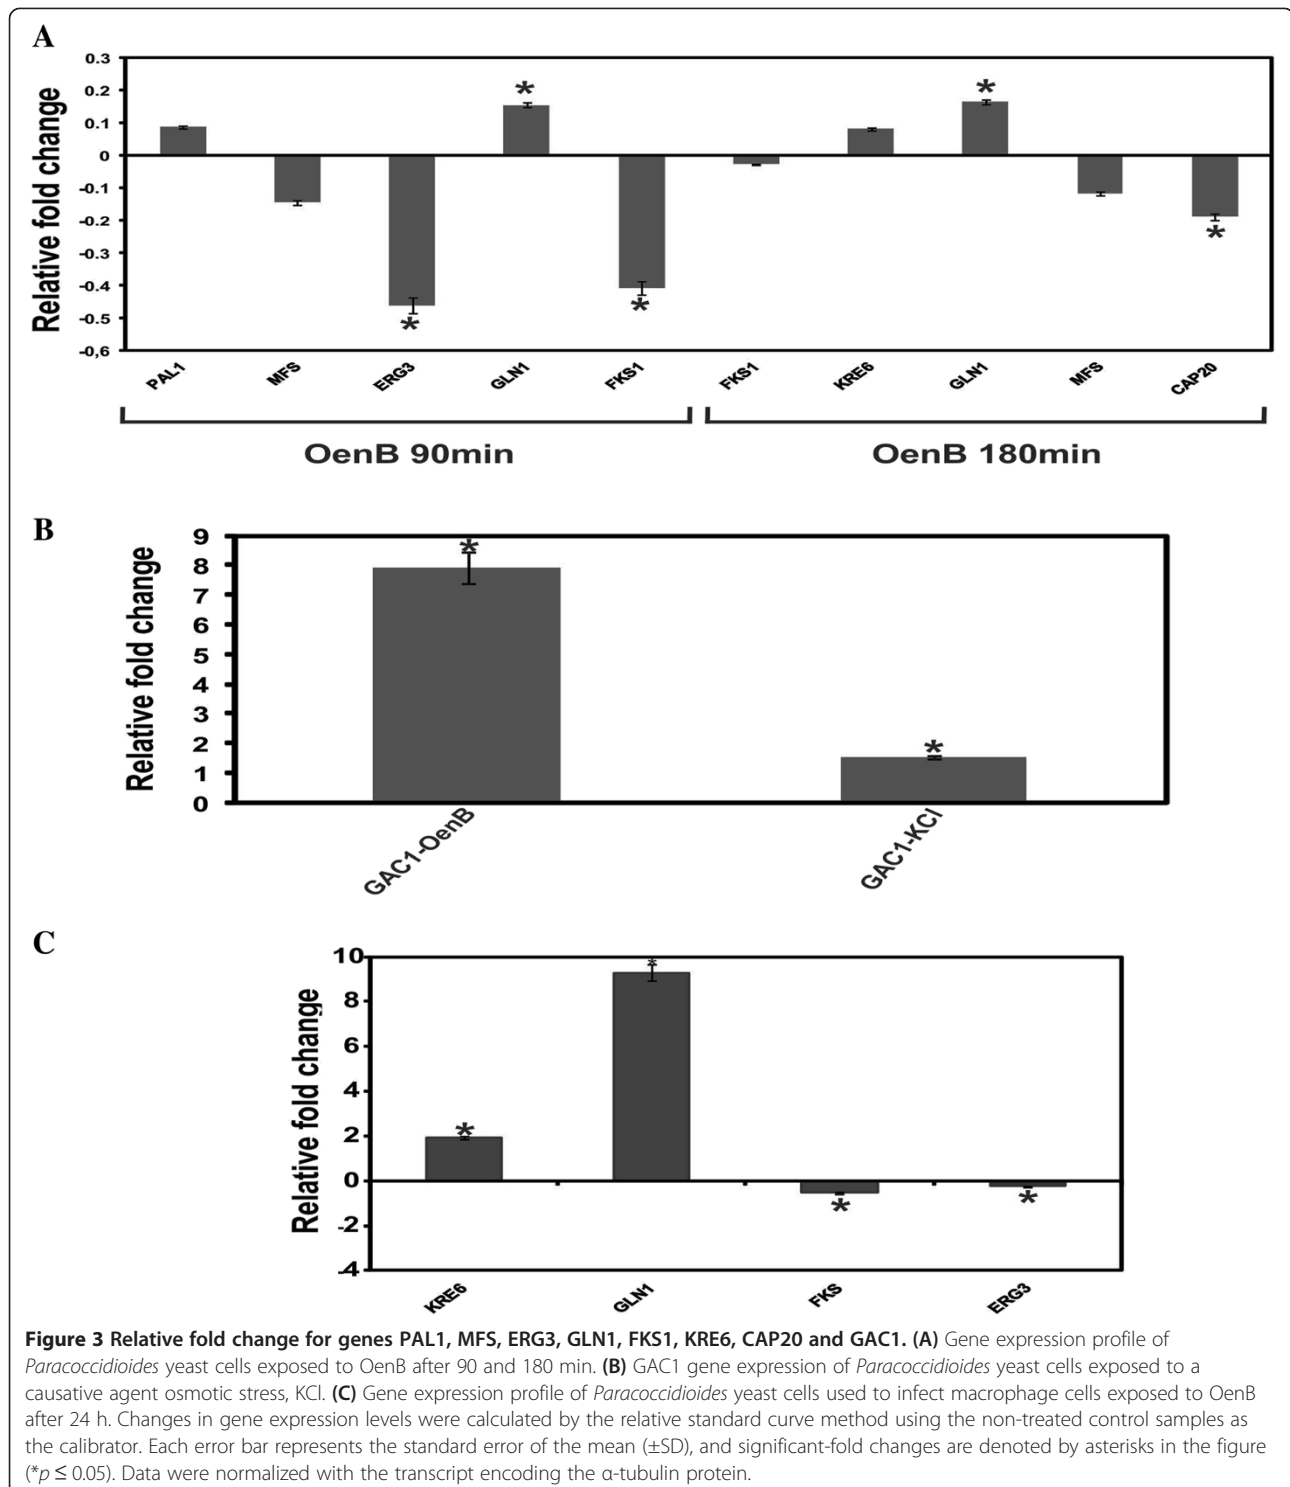 A
Relative fold change
0.3
0.2
0.1
0
-0.1
-0.2
-0.3
-0.4
-0.5
-0,6
* * * * * *
PAL1 MFS ERG3 GLN1 FKS1 FKS1 KRE6 GLN1 MFS CAP20
OenB 90min OenB 180min
B
Relative fold change
9
8
7
6
5
4
3
2
1
0
* *
GAC1-OenB GAC1-KCl
C
Relative fold change
10
8
6
4
2
0
-2
-4
* * * *
KRE6 GLN1 FKS ERG3
Figure 3 Relative fold change for genes PAL1, MFS, ERG3, GLN1, FKS1, KRE6, CAP20 and GAC1. (A) Gene expression profile of
Paracoccidioides yeast cells exposed to OenB after 90 and 180 min. (B) GAC1 gene expression of Paracoccidioides yeast cells exposed to a
causative agent osmotic stress, KCl. (C) Gene expression profile of Paracoccidioides yeast cells used to infect macrophage cells exposed to OenB
after 24 h. Changes in gene expression levels were calculated by the relative standard curve method using the non-treated control samples as
the calibrator. Each error bar represents the standard error of the mean (±SD), and significant-fold changes are denoted by asterisks in the figure
(*p ≤ 0.05). Data were normalized with the transcript encoding the α-tubulin protein.